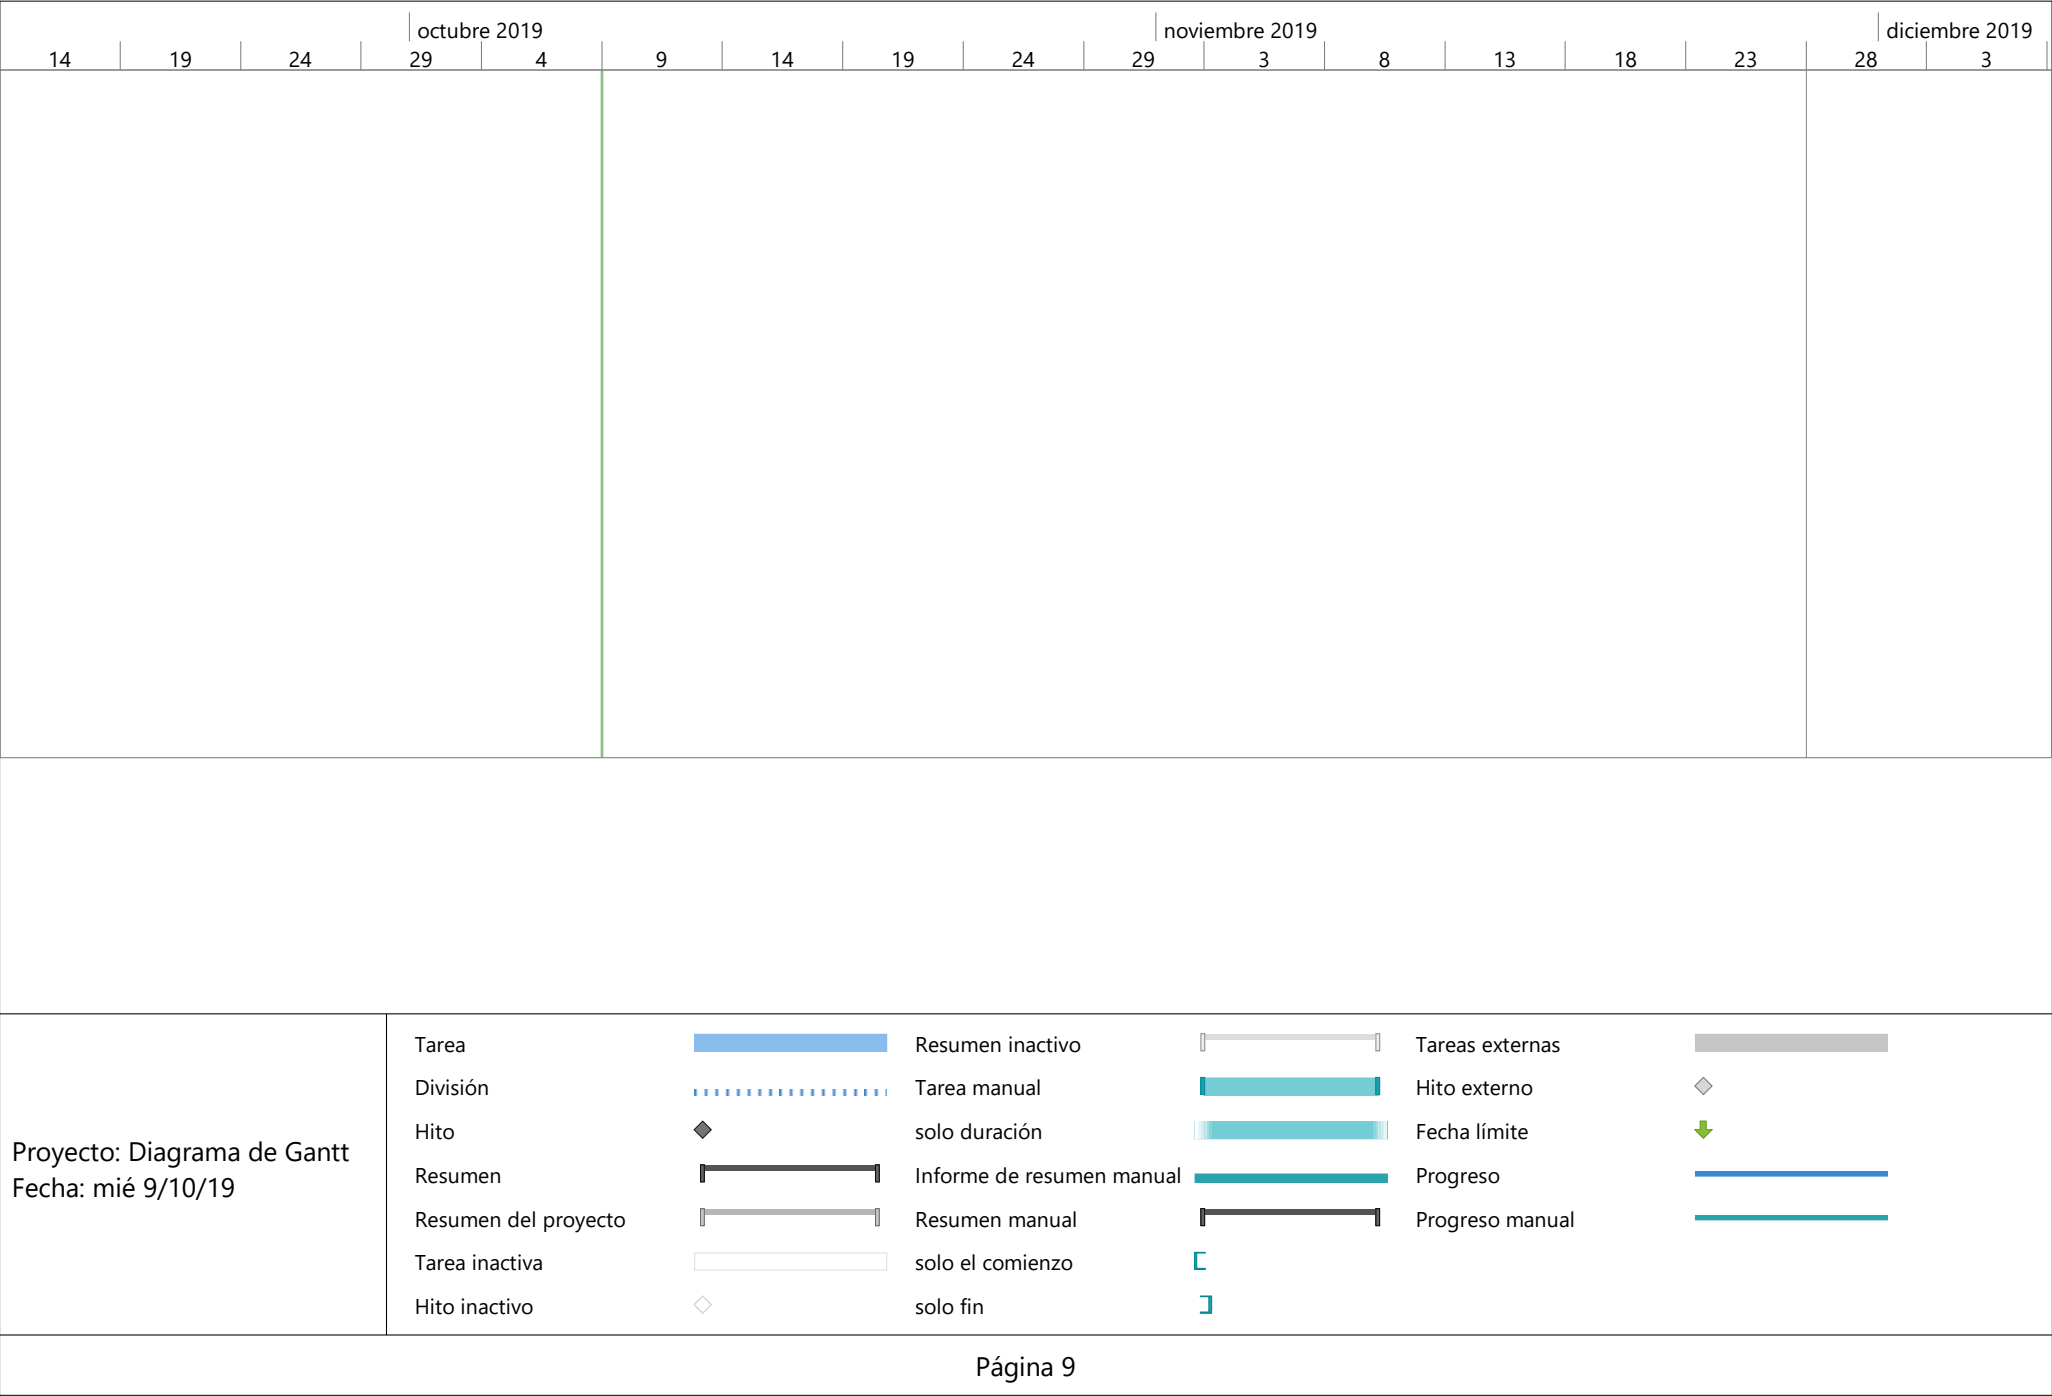 octubre 2019 noviembre 2019 diciembre 2019
14 19 24 29 4 9 14 19 24 29 3 8 13 18 23 28 3
Proyecto: Diagrama de Gantt
Fecha: mié 9/10/19
Tarea
División
Hito
Resumen
Resumen del proyecto
Tarea inactiva
Hito inactivo
Resumen inactivo
Tarea manual
solo duración
Informe de resumen manual
Resumen manual
solo el comienzo
solo fin
Tareas externas
Hito externo
Fecha límite
Progreso
Progreso manual
Página 9